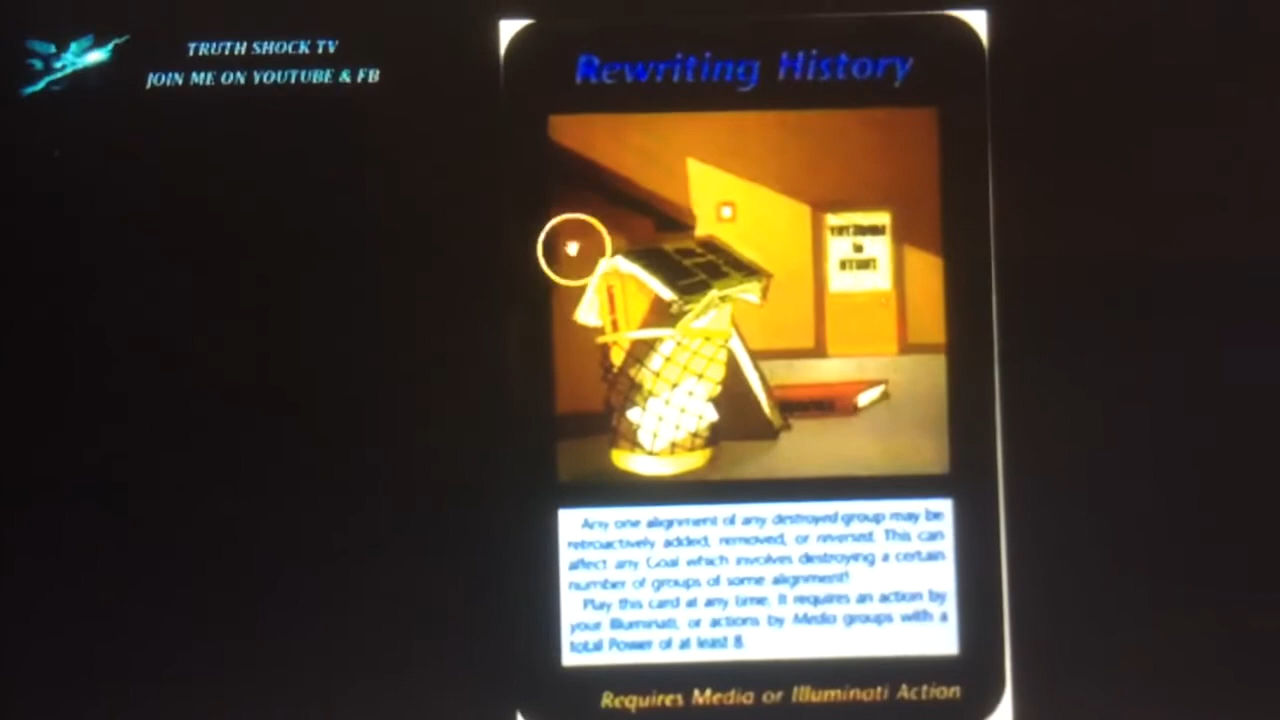 TRUTH SHOCK TV
JOIN ME ON YOUTUBE & FB
Rewriting History
Any one alignment of any destroyed group may be
retroactively added, removed, or reversed. This can
affect any Goal which involves destroying a certain
number of groups of some alignment!
Play this card at any time. It requires an action by
your Illuminati, or actions by Media groups with a
total Power of at least 8.
Requires Media or Illuminati Action